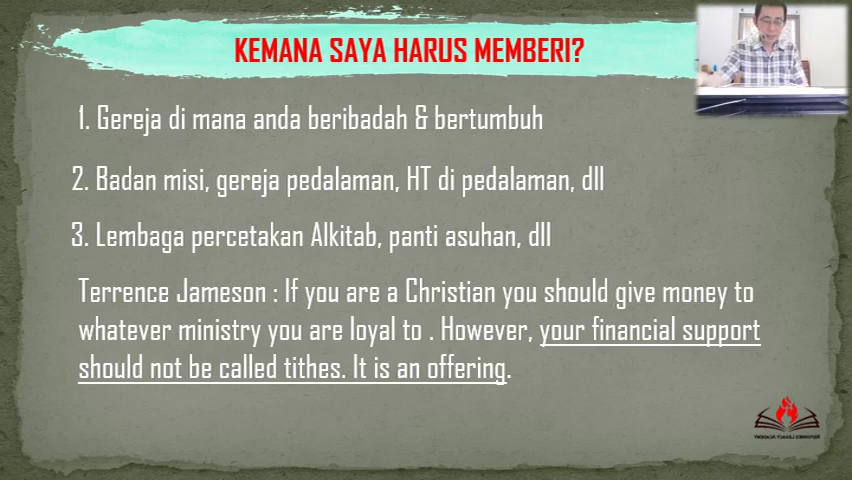 KEMANA SAYA HARUS MEMBERI?
1. Gereja di mana anda beribadah & bertumbuh
2. Badan misi, gereja pedalaman, HT di pedalaman, dll
3. Lembaga percetakan Alkitab, panti asuhan, dll
Terrence Jameson : If you are a Christian you should give money to
whatever ministry you are loyal to . However, your financial support
should not be called tithes. It is an offering.